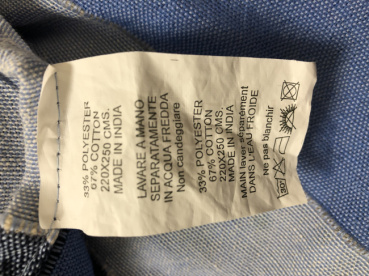 33% POLYESTER
67% COTTON
220X250 CMS.
MADE IN INDIA
LAVARE A MANO
SEPARATAMENTE
IN ACQUA FREDDA
Non candeggiare
33% POLYESTER
67% COTTON
220X250 CMS.
MADE IN INDIA
MAIN laver séparément
DANS L'EAU FROIDE
Ne pas blanchir
30°